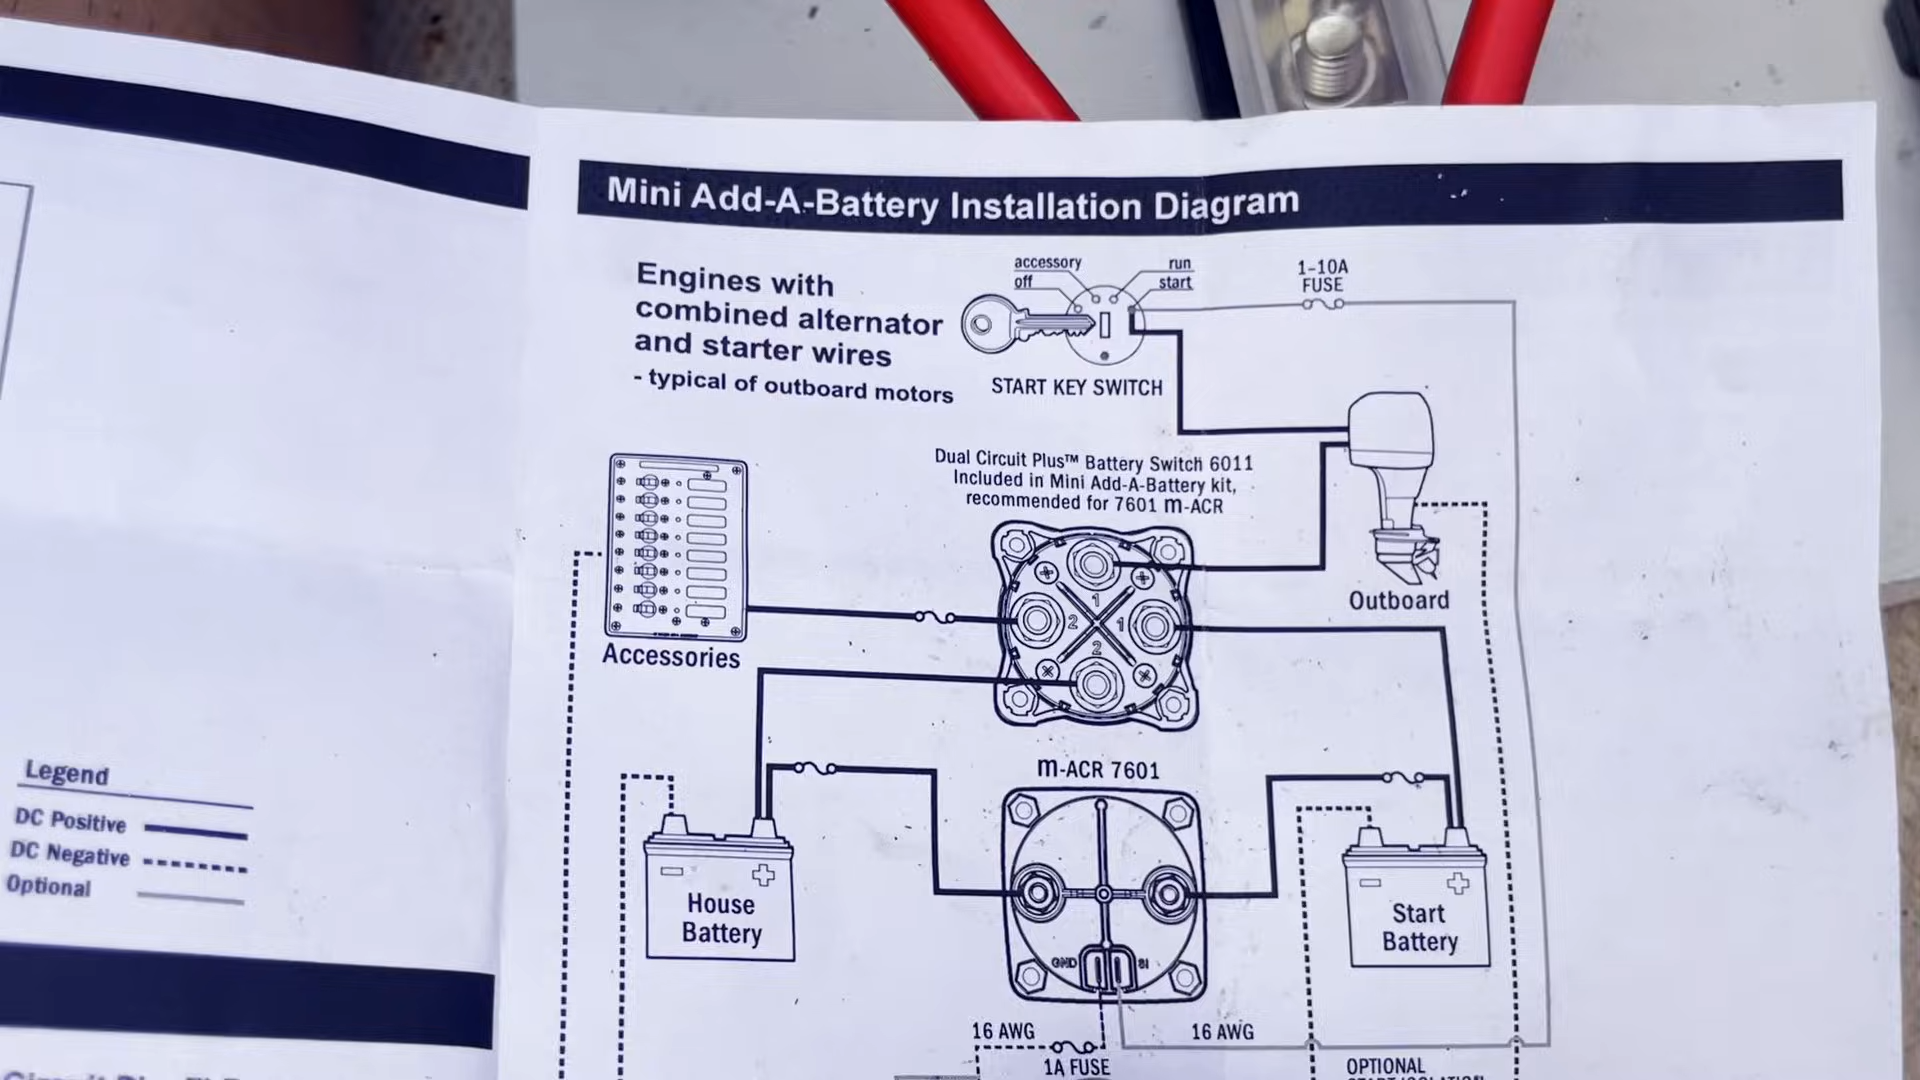 Mini Add-A-Battery Installation Diagram
Engines with
combined alternator
and starter wires
- typical of outboard motors
accessory
off
run
start
START KEY SWITCH
1-10A
FUSE
Dual Circuit Plus™ Battery Switch 6011
Included in Mini Add-A-Battery kit,
recommended for 7601 m-ACR
1
2
1
2
Outboard
Accessories
m-ACR 7601
Legend
DC Positive
DC Negative
Optional
House
Battery
Start
Battery
GND
SI
16 AWG
16 AWG
1A FUSE
OPTIONAL